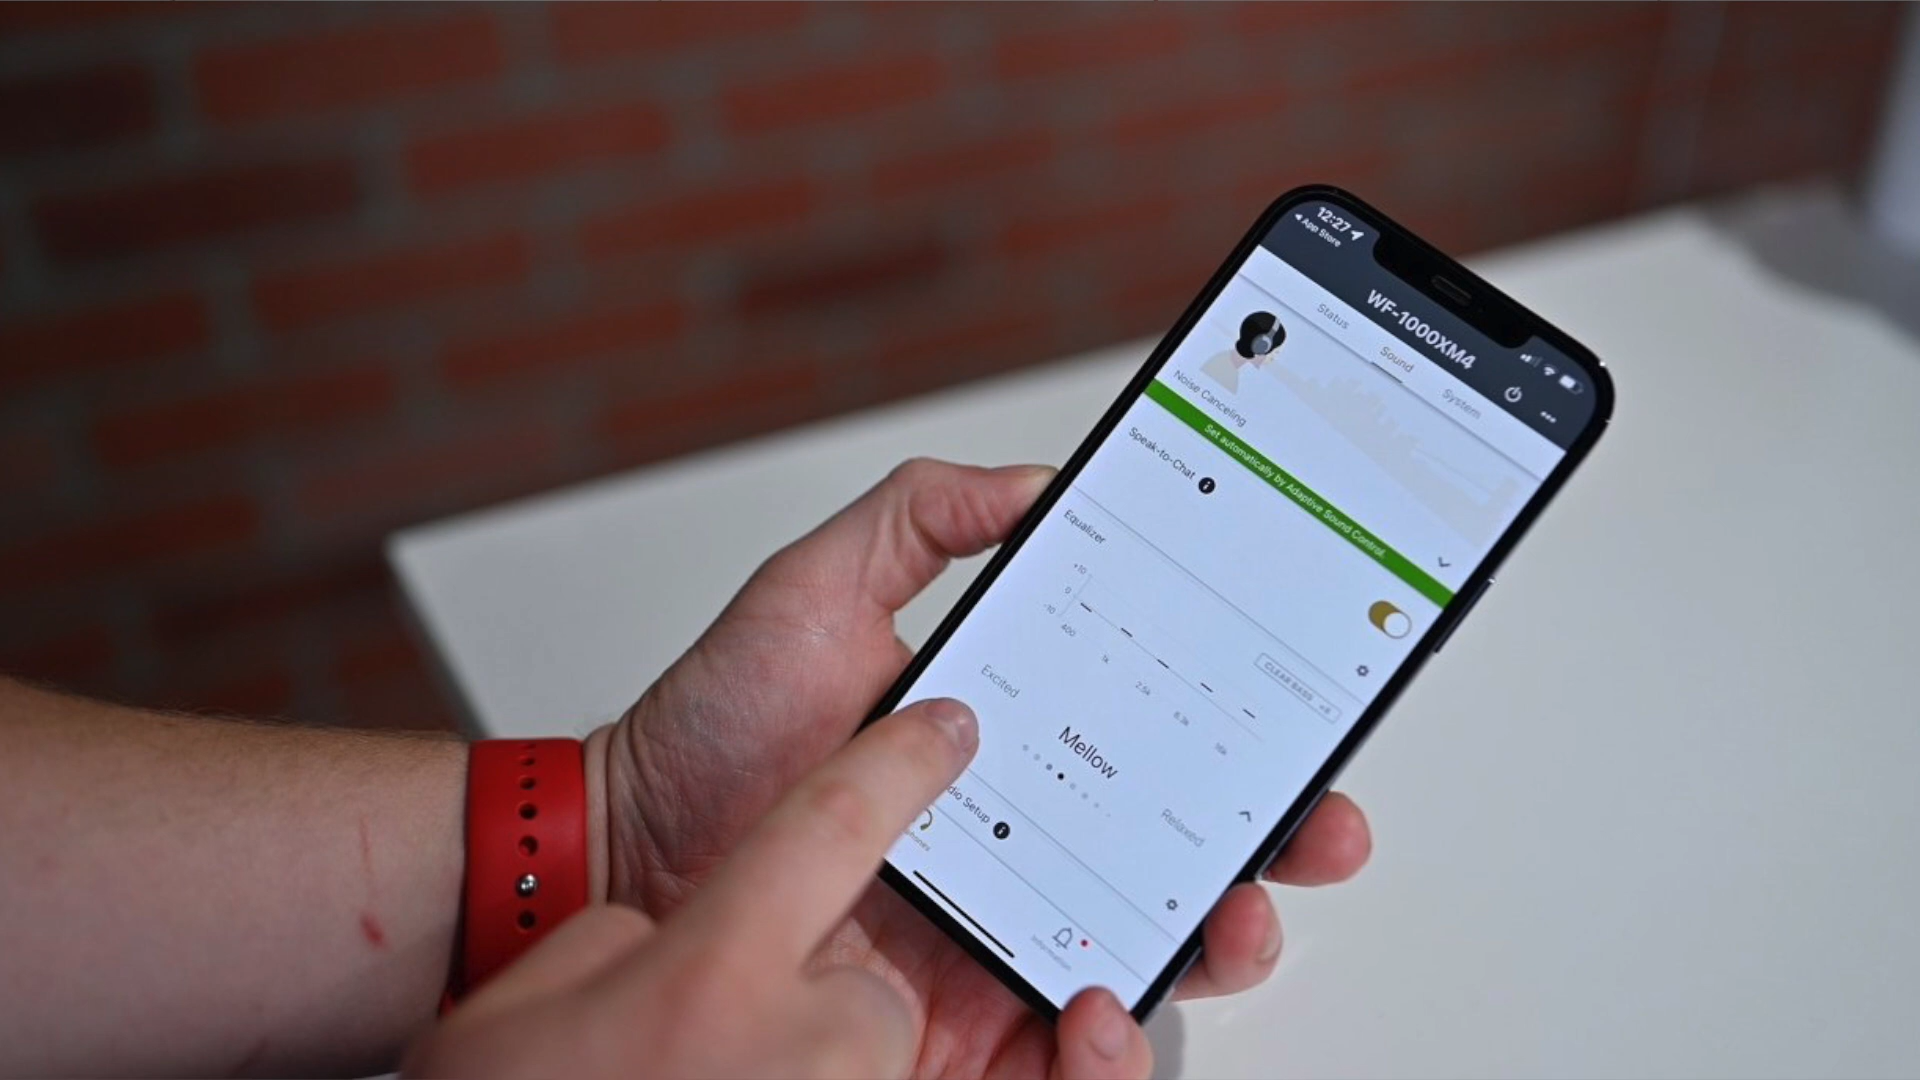 12:27
App Store
WF-1000XM4
Status
Sound
System
Noise Canceling
Set automatically by Adaptive Sound Control.
Speak-to-Chat
Equalizer
+10
0
-10
400
1k
2.5k
6.3k
16k
CLEAR BASS
Excited
Mellow
Relaxed
dio Setup
Information